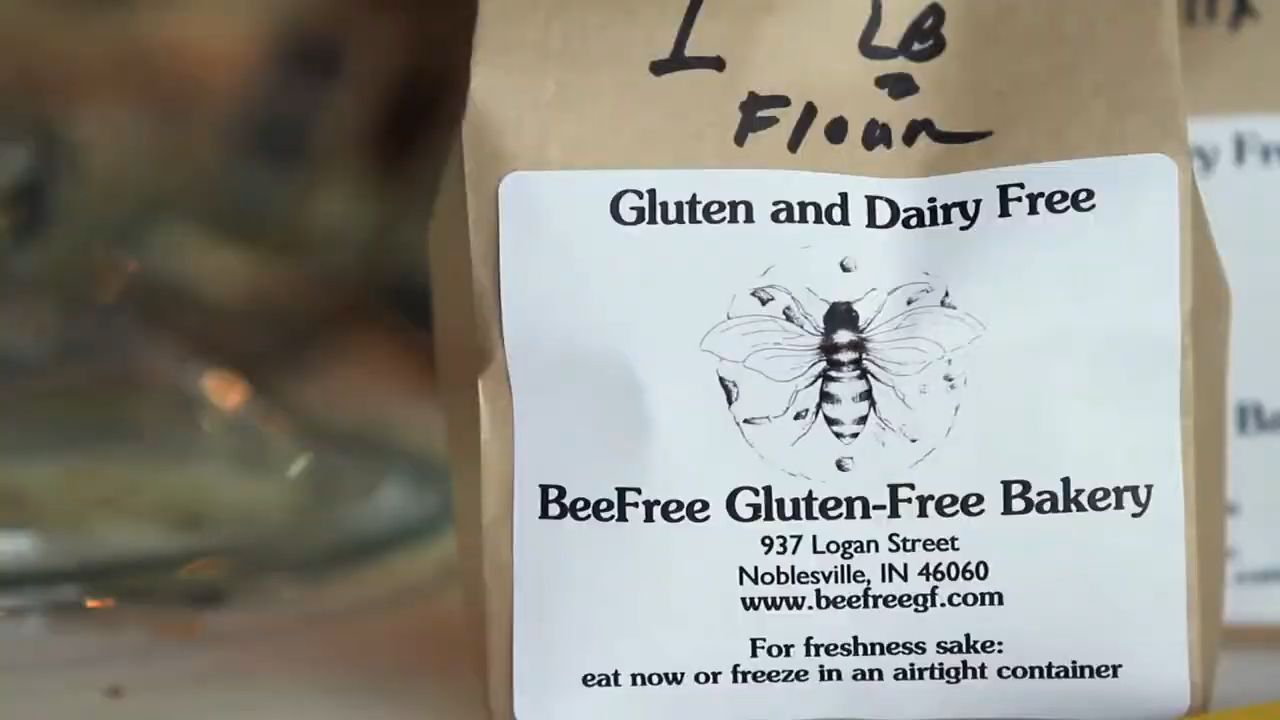 1 LB
Flour
Gluten and Dairy Free
BeeFree Gluten-Free Bakery
937 Logan Street
Noblesville, IN 46060
www.beefreegf.com
For freshness sake:
eat now or freeze in an airtight container